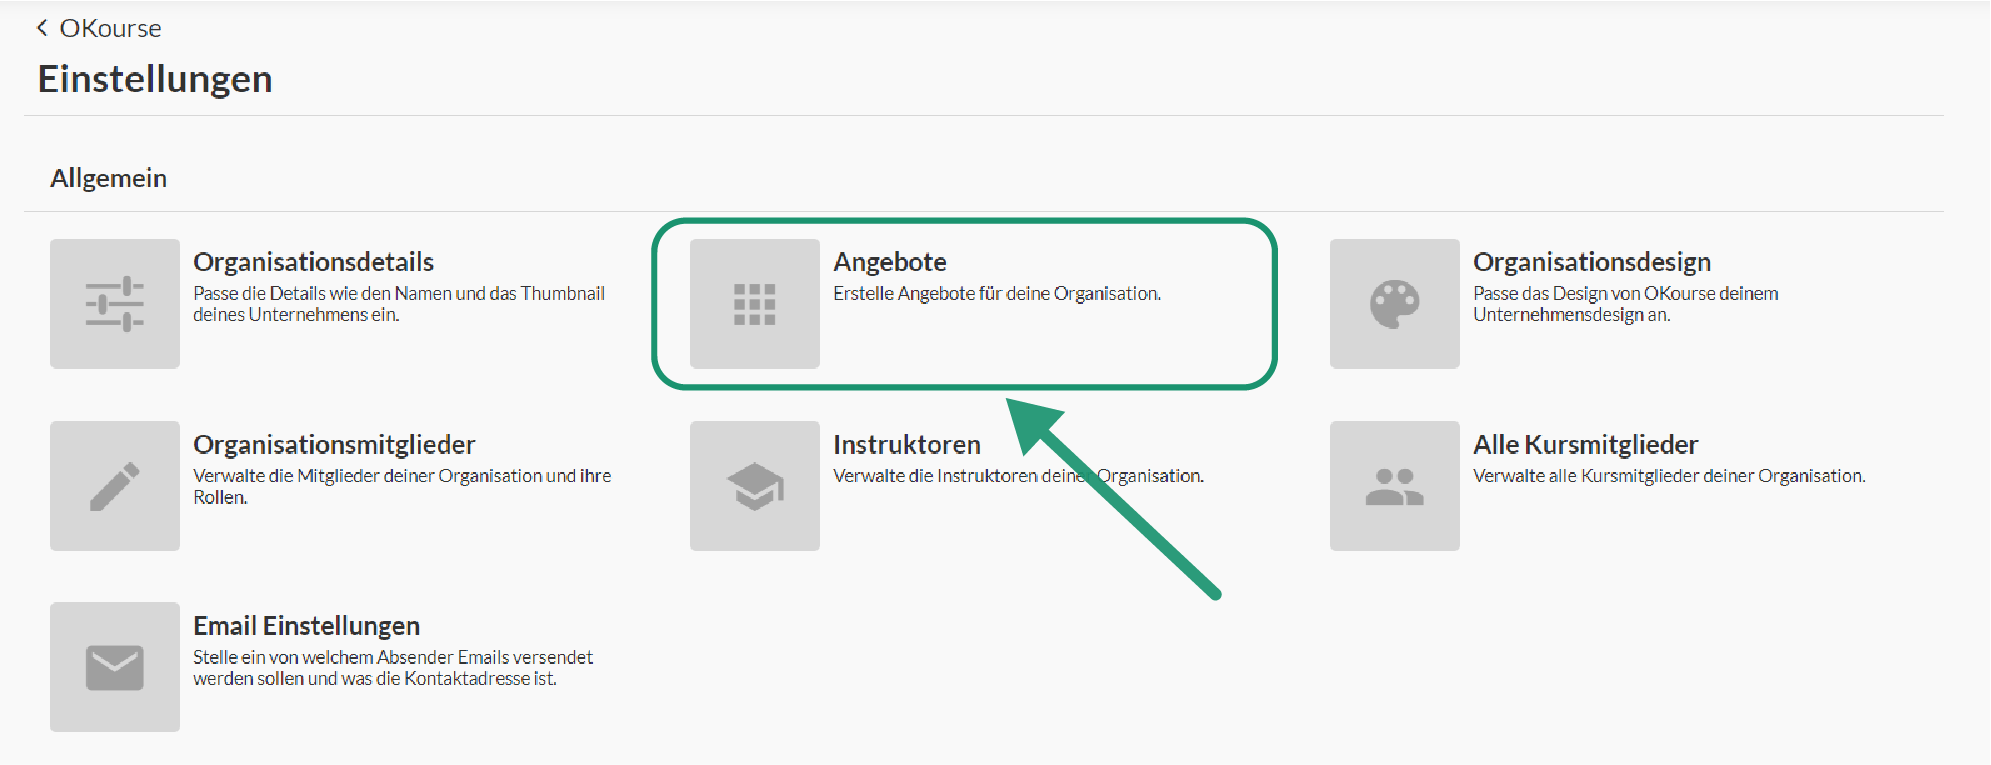 OKourse
Einstellungen
Allgemein
Organisationsdetails
Passe die Details wie den Namen und das Thumbnail
deines Unternehmens ein.
Angebote
Erstelle Angebote für deine Organisation.
Organisationsdesign
Passe das Design von OKourse deinem
Unternehmensdesign an.
Organisationsmitglieder
Verwalte die Mitglieder deiner Organisation und ihre
Rollen.
Instruktoren
Verwalte die Instruktoren deiner Organisation.
Alle Kursmitglieder
Verwalte alle Kursmitglieder deiner Organisation.
Email Einstellungen
Stelle ein von welchem Absender Emails versendet
werden sollen und was die Kontaktadresse ist.